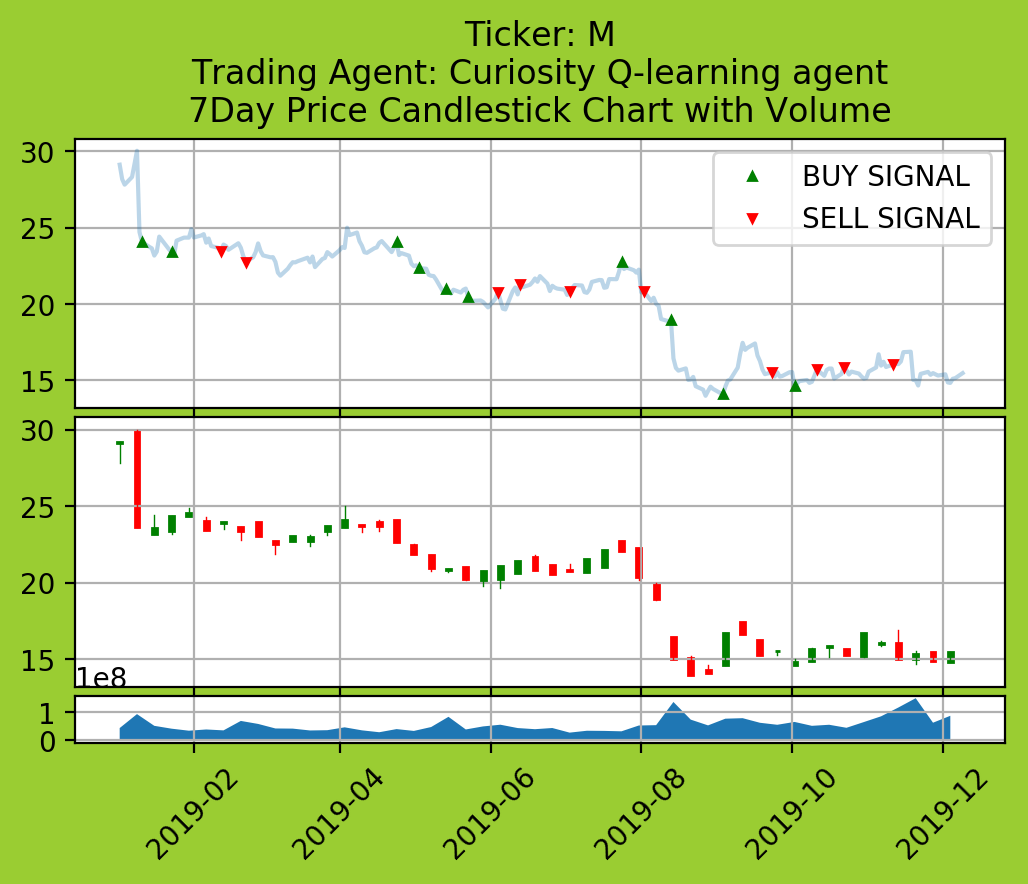 Ticker: M
Trading Agent: Curiosity Q-learning agent
7Day Price Candlestick Chart with Volume
30
25
20
15
BUY SIGNAL
SELL SIGNAL
30
25
20
15
1e8
1
0
2019-02
2019-04
2019-06
2019-08
2019-10
2019-12